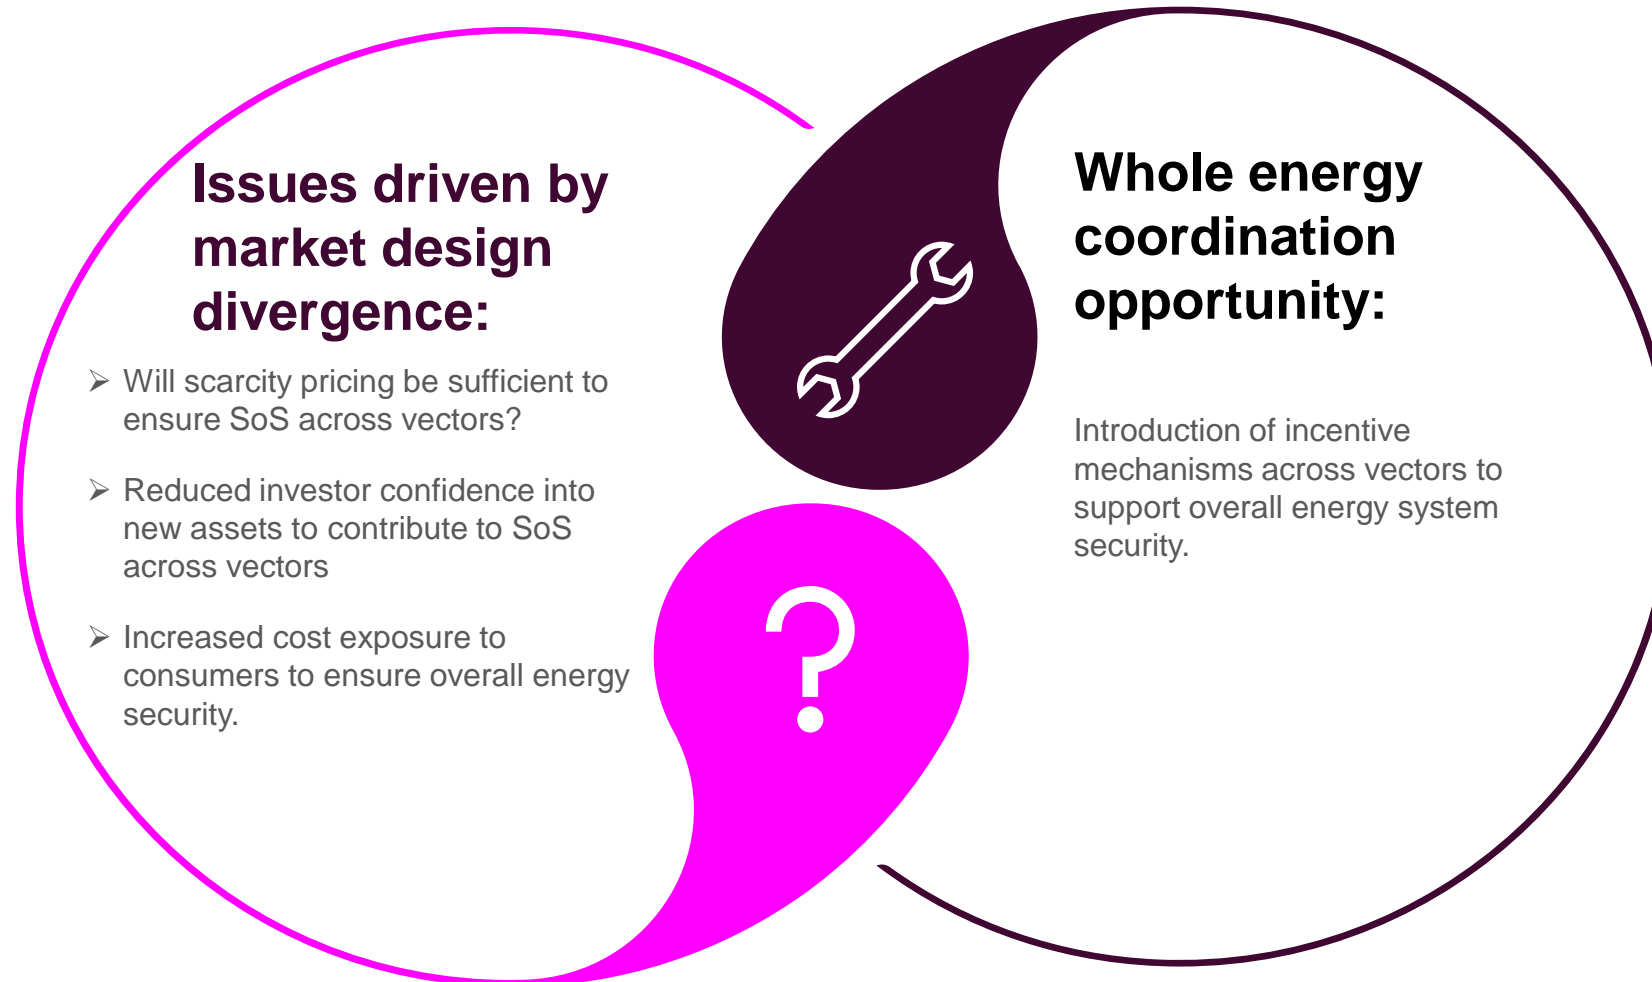 Issues driven by
market design
divergence:
➢ Will scarcity pricing be sufficient to
ensure SoS across vectors?
➢ Reduced investor confidence into
new assets to contribute to SoS
across vectors
➢ Increased cost exposure to
consumers to ensure overall energy
security.
Whole energy
coordination
opportunity:
Introduction of incentive
mechanisms across vectors to
support overall energy system
security.
?